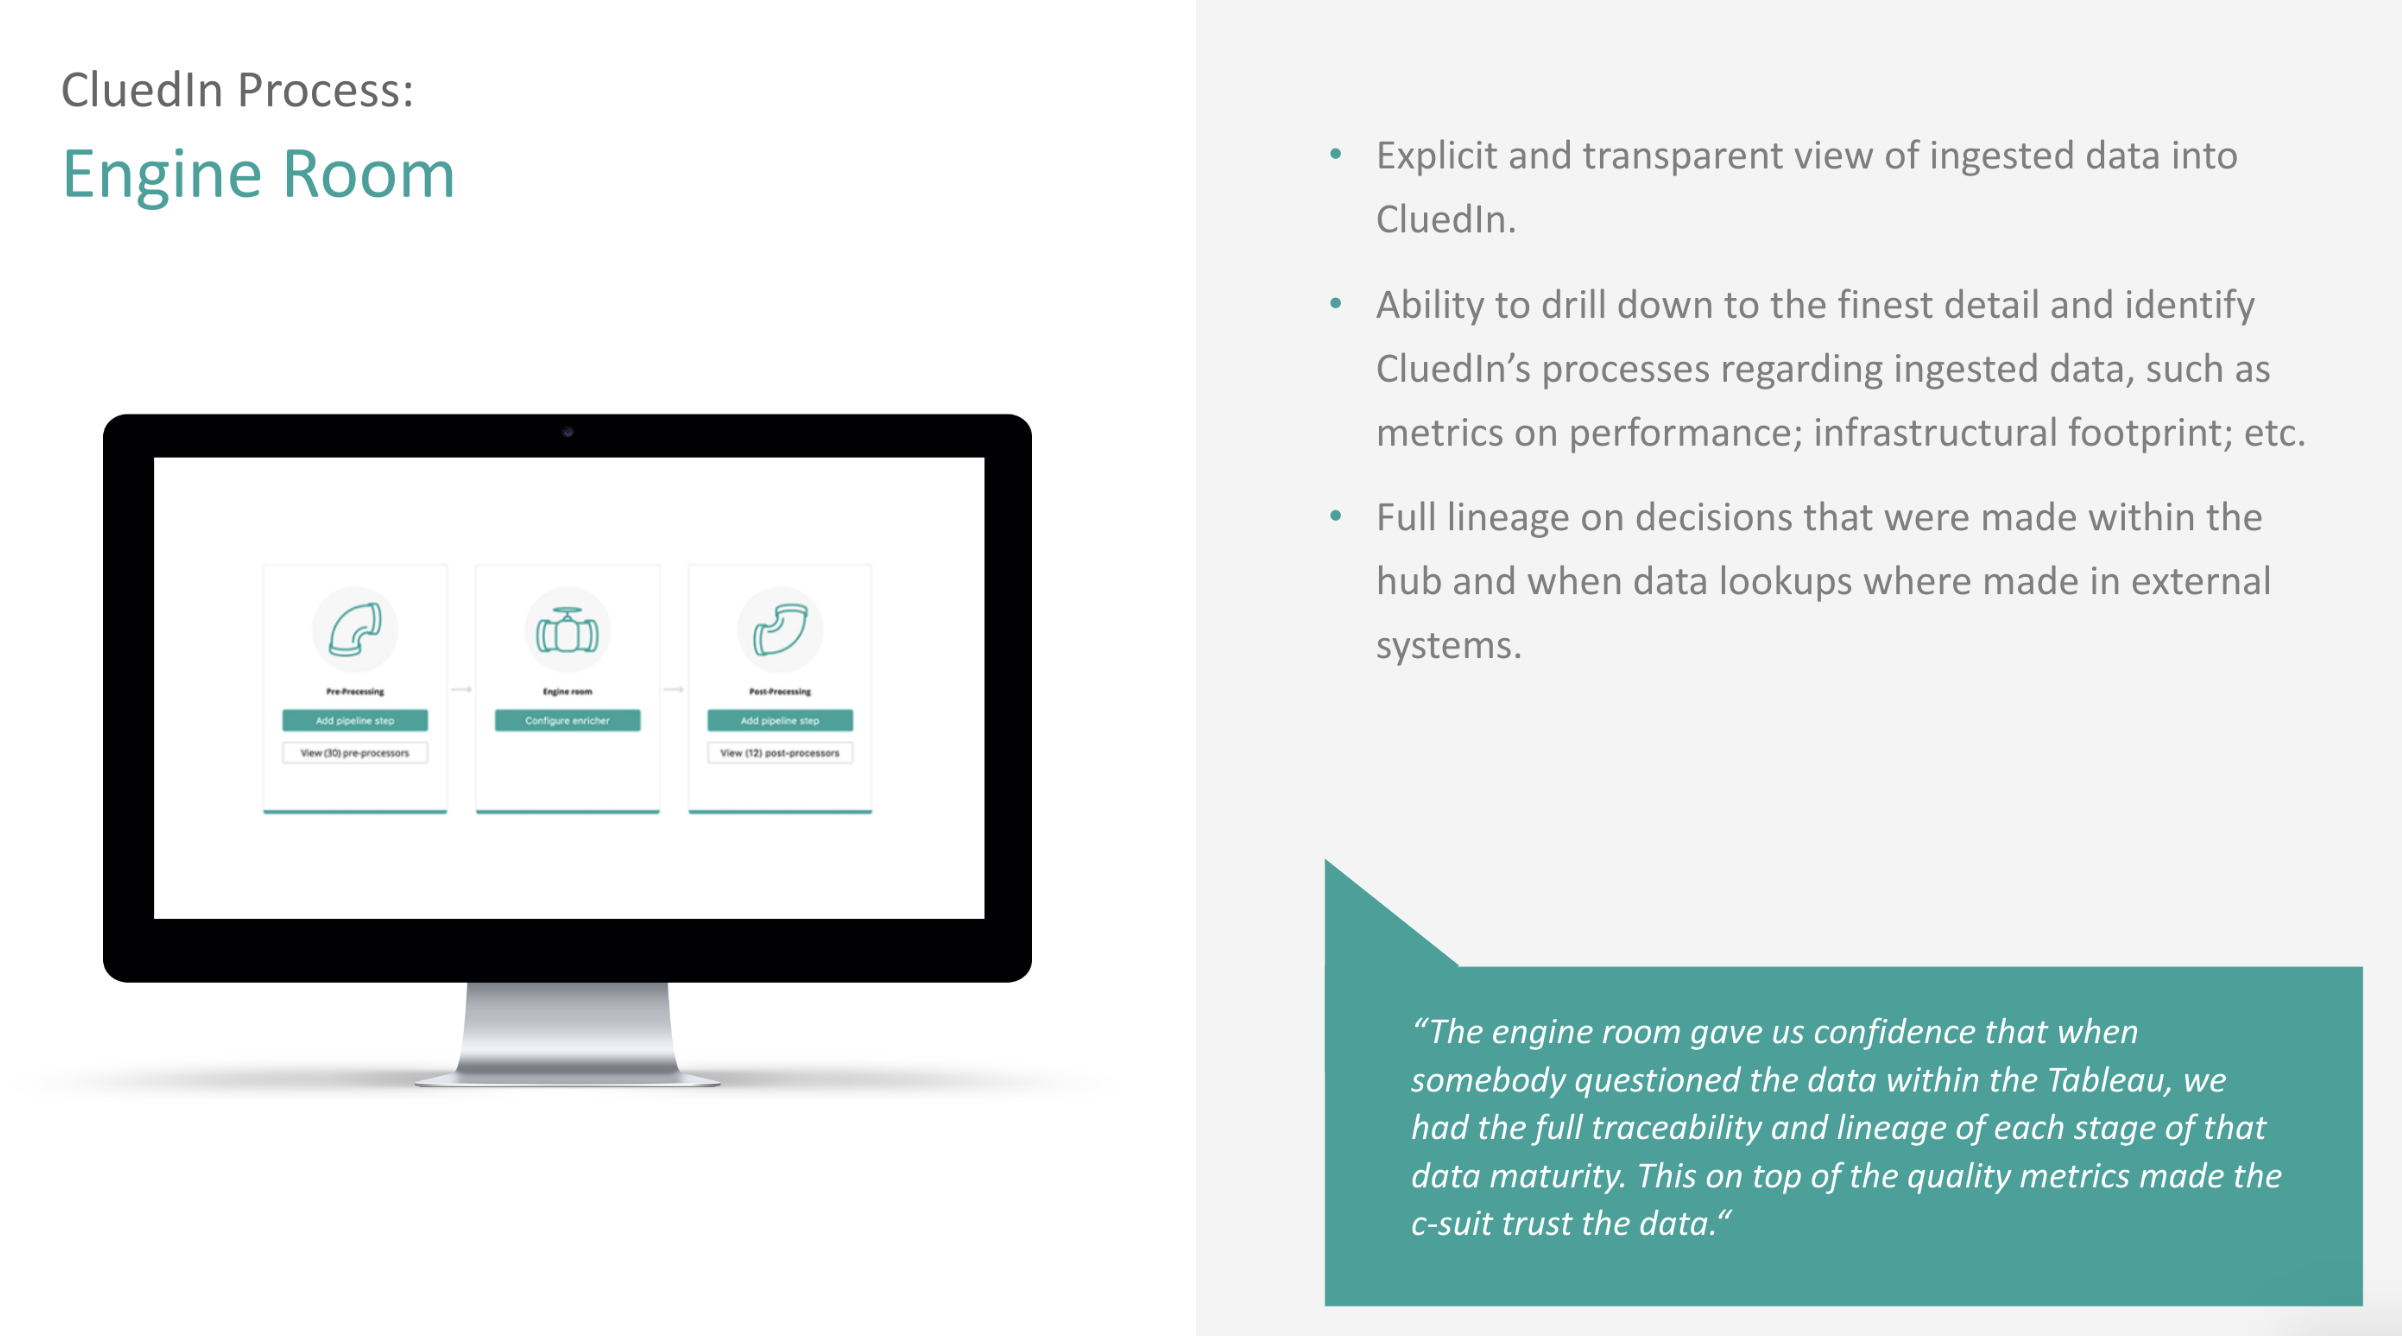 CluedIn Process:
Engine Room
Pre-Processing
Add pipeline step
View (30) pre-processors
Engine room
Configure enricher
Post-Processing
Add pipeline step
View (12) post-processors
• Explicit and transparent view of ingested data into
CluedIn.
• Ability to drill down to the finest detail and identify
CluedIn’s processes regarding ingested data, such as
metrics on performance; infrastructural footprint; etc.
• Full lineage on decisions that were made within the
hub and when data lookups where made in external
systems.
“The engine room gave us confidence that when
somebody questioned the data within the Tableau, we
had the full traceability and lineage of each stage of that
data maturity. This on top of the quality metrics made the
c-suit trust the data.“